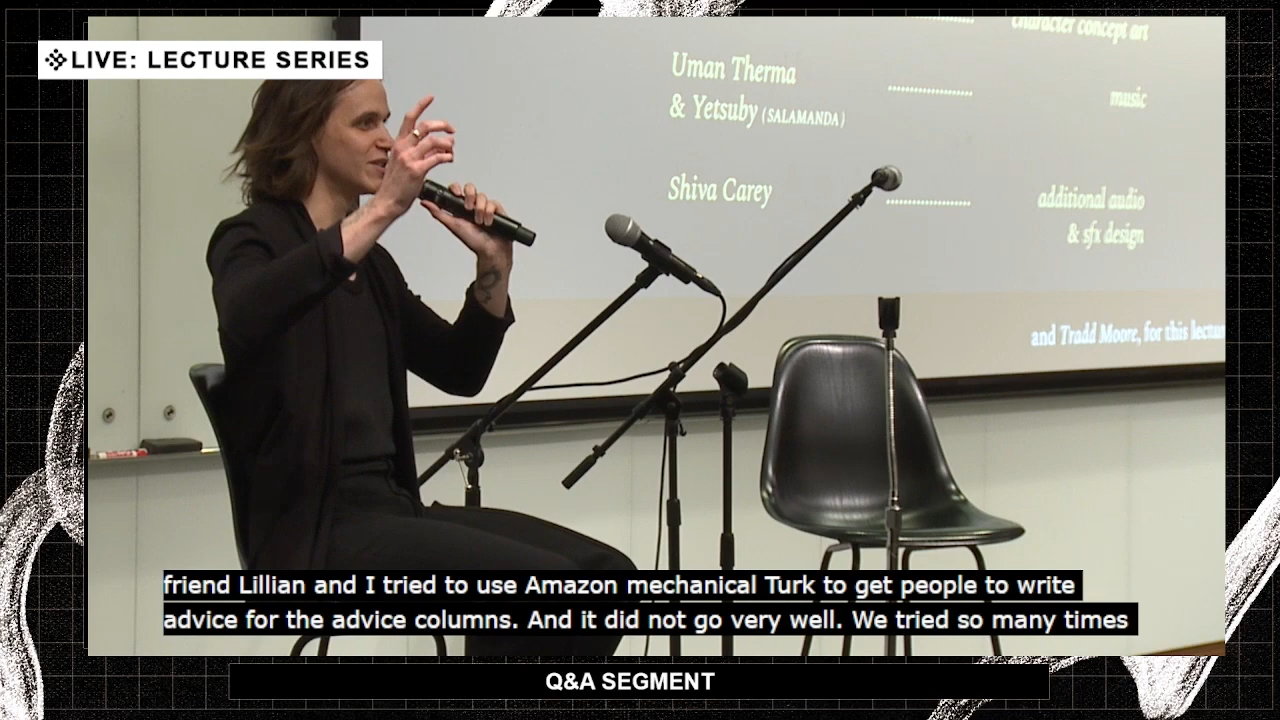 LIVE: LECTURE SERIES
character concept art
Uman Therma
& Yetsuby (SALAMANDA)
music
Shiva Carey
additional audio
& sfx design
and Tradd Moore, for this lectur
friend Lillian and I tried to use Amazon mechanical Turk to get people to write
advice for the advice columns. And it did not go very well. We tried so many times
Q&A SEGMENT